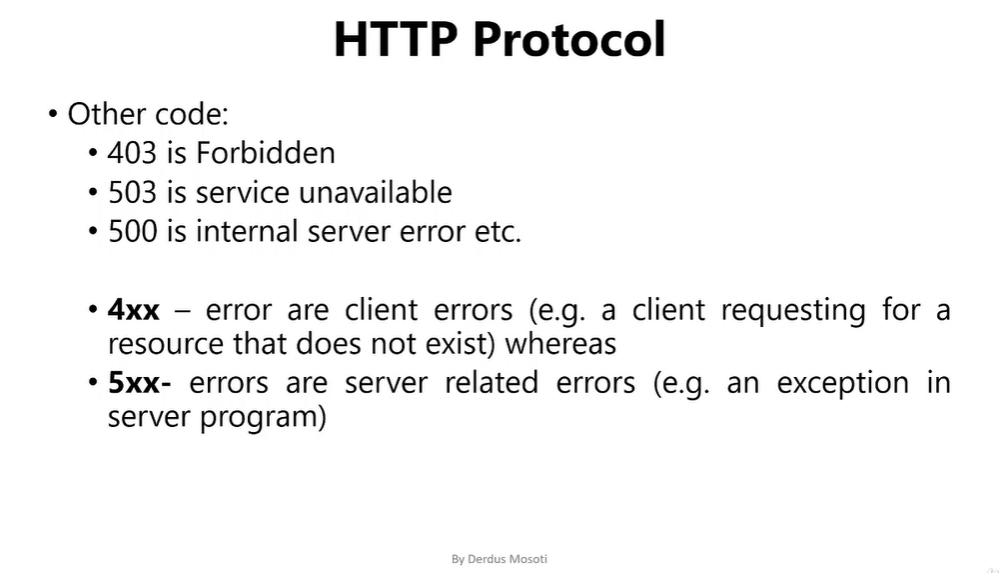 HTTP Protocol
• Other code:
• 403 is Forbidden
• 503 is service unavailable
• 500 is internal server error etc.
• 4xx – error are client errors (e.g. a client requesting for a
resource that does not exist) whereas
• 5xx- errors are server related errors (e.g. an exception in
server program)
By Derdus Mosoti